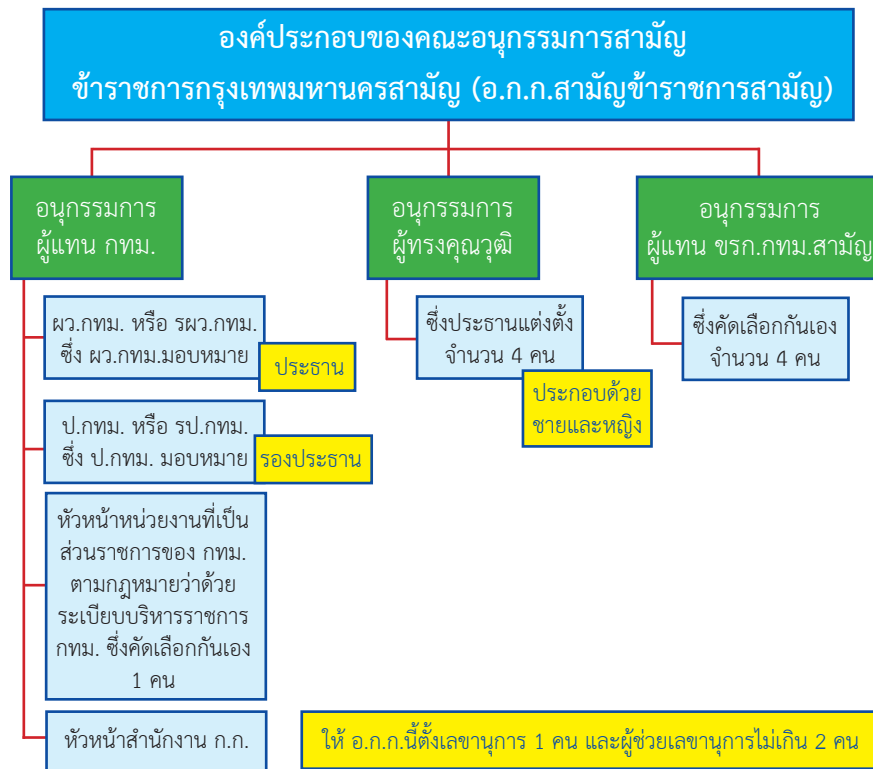 องค์ประกอบของคณะอนุกรรมการสามัญ
ข้าราชการกรุงเทพมหานครสามัญ (อ.ก.ก.สามัญข้าราชการสามัญ)
อนุกรรมการ
ผู้แทน กทม.
ผว.กทม. หรือ รผว.กทม.
ซึ่ง ผว.กทม.มอบหมาย
ประธาน
ป.กทม. หรือ รป.กทม.
ซึ่ง ป.กทม. มอบหมาย
รองประธาน
หัวหน้าหน่วยงานที่เป็น
ส่วนราชการของ กทม.
ตามกฎหมายว่าด้วย
ระเบียบบริหารราชการ
กทม. ซึ่งคัดเลือกกันเอง
1 คน
หัวหน้าสำนักงาน ก.ก.
อนุกรรมการ
ผู้ทรงคุณวุฒิ
ซึ่งประธานแต่งตั้ง
จำนวน 4 คน
ประกอบด้วย
ชายและหญิง
อนุกรรมการ
ผู้แทน ขรก.กทม.สามัญ
ซึ่งคัดเลือกกันเอง
จำนวน 4 คน
ให้ อ.ก.ก.นี้ตั้งเลขานุการ 1 คน และผู้ช่วยเลขานุการไม่เกิน 2 คน